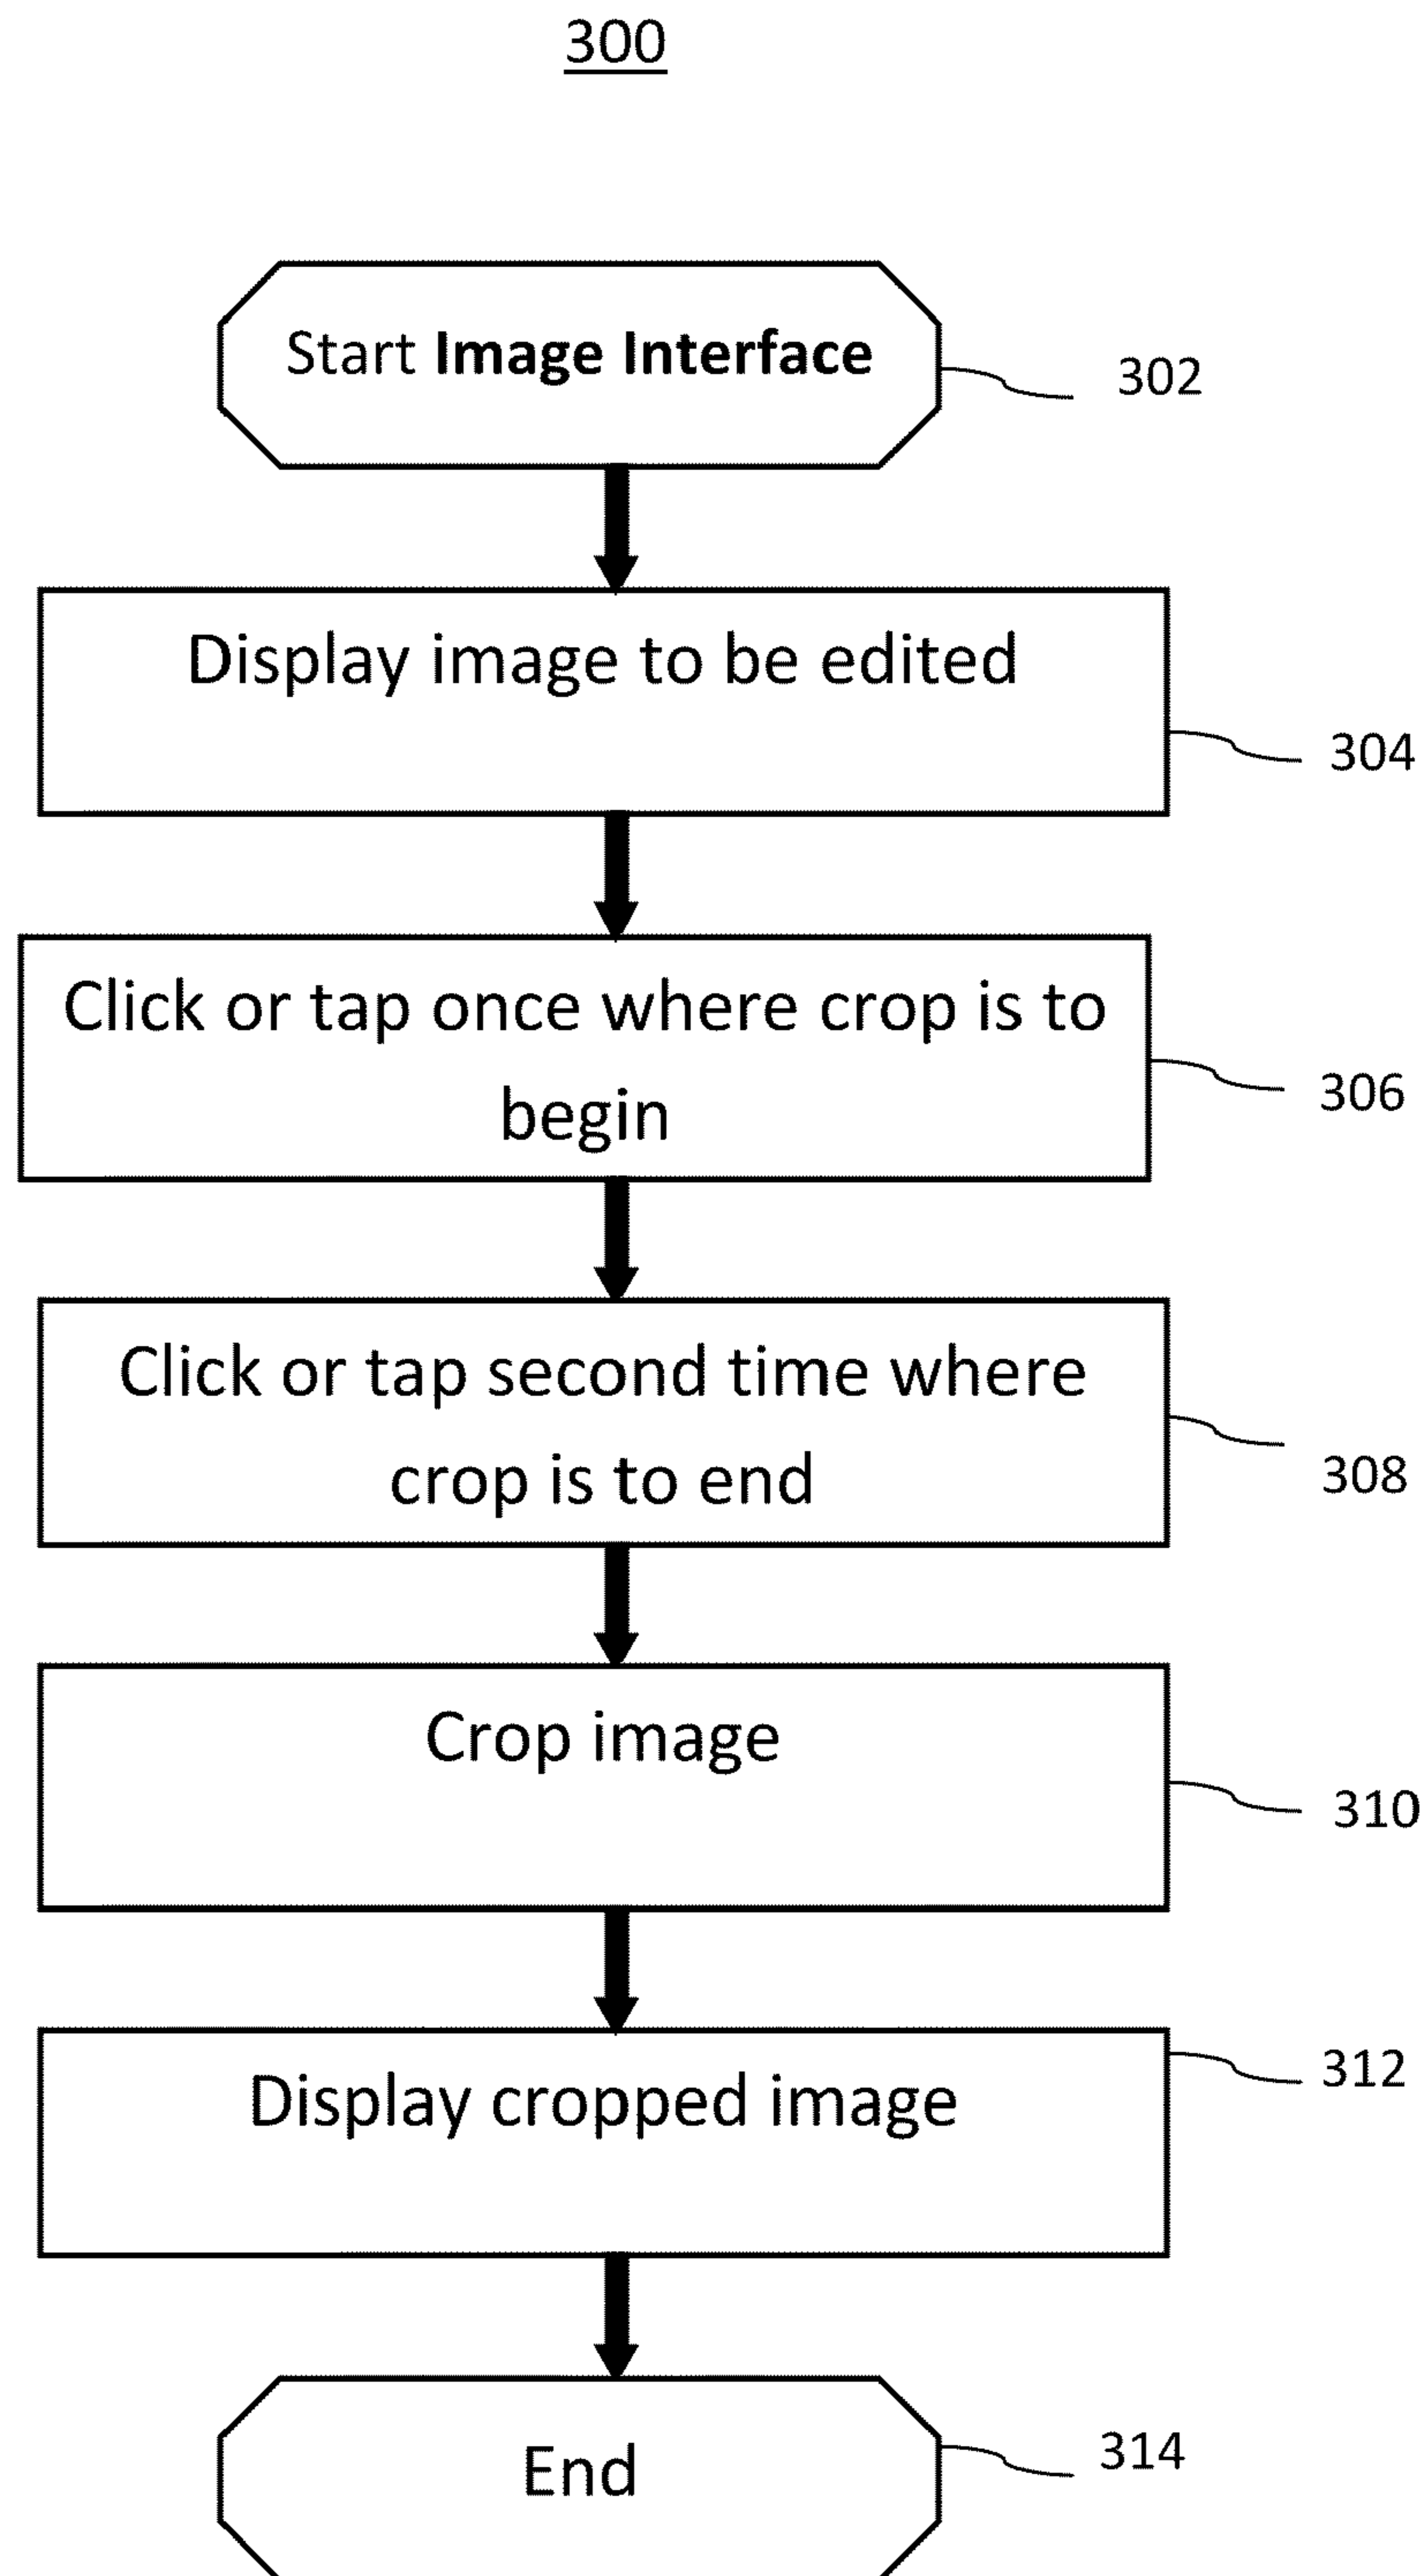 300
Start Image Interface
302
Display image to be edited
304
Click or tap once where crop is to
begin
306
Click or tap second time where
crop is to end
308
Crop image
310
Display cropped image
312
End
314